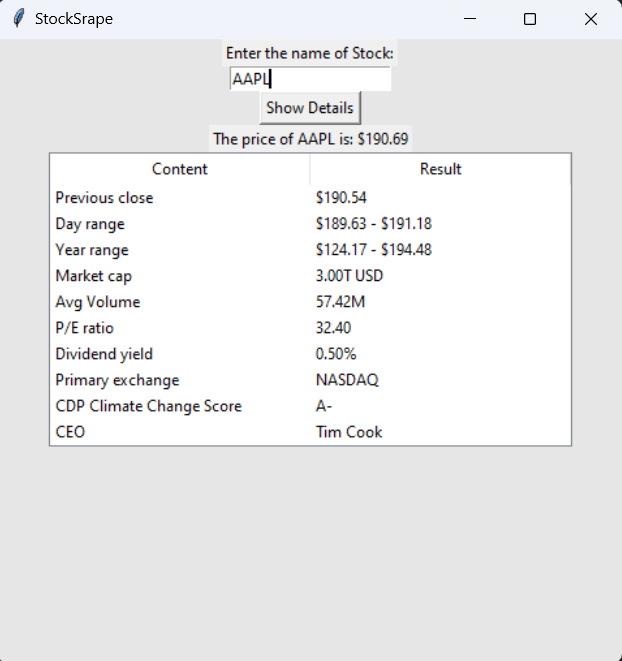 StockSrape
Enter the name of Stock:
AAPL
Show Details
The price of AAPL is: $190.69
Content Result
Previous close $190.54
Day range $189.63 - $191.18
Year range $124.17 - $194.48
Market cap 3.00T USD
Avg Volume 57.42M
P/E ratio 32.40
Dividend yield 0.50%
Primary exchange NASDAQ
CDP Climate Change Score A-
CEO Tim Cook